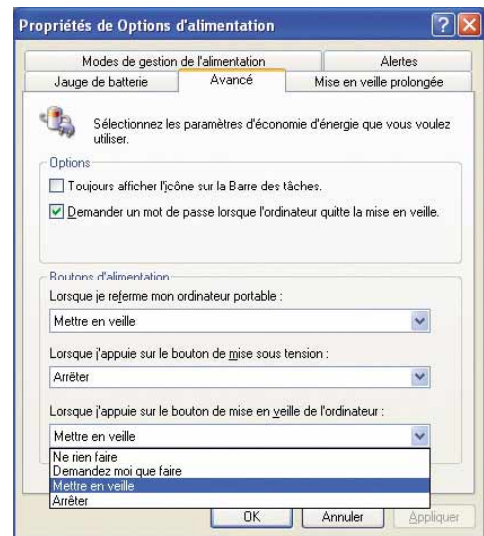 Propriétés de Options d'alimentation
Modes de gestion de l'alimentation
Alertes
Jauge de batterie
Avancé
Mise en veille prolongée
Sélectionnez les paramètres d'économie d'énergie que vous voulez
utiliser.
Options
Toujours afficher l'icône sur la Barre des tâches.
Demander un mot de passe lorsque l'ordinateur quitte la mise en veille.
Boutons d'alimentation
Lorsque je referme mon ordinateur portable :
Mettre en veille
Lorsque j'appuie sur le bouton de mise sous tension :
Arrêter
Lorsque j'appuie sur le bouton de mise en veille de l'ordinateur :
Mettre en veille
Ne rien faire
Demandez moi que faire
Mettre en veille
Arrêter
OK
Annuler
Appliquer